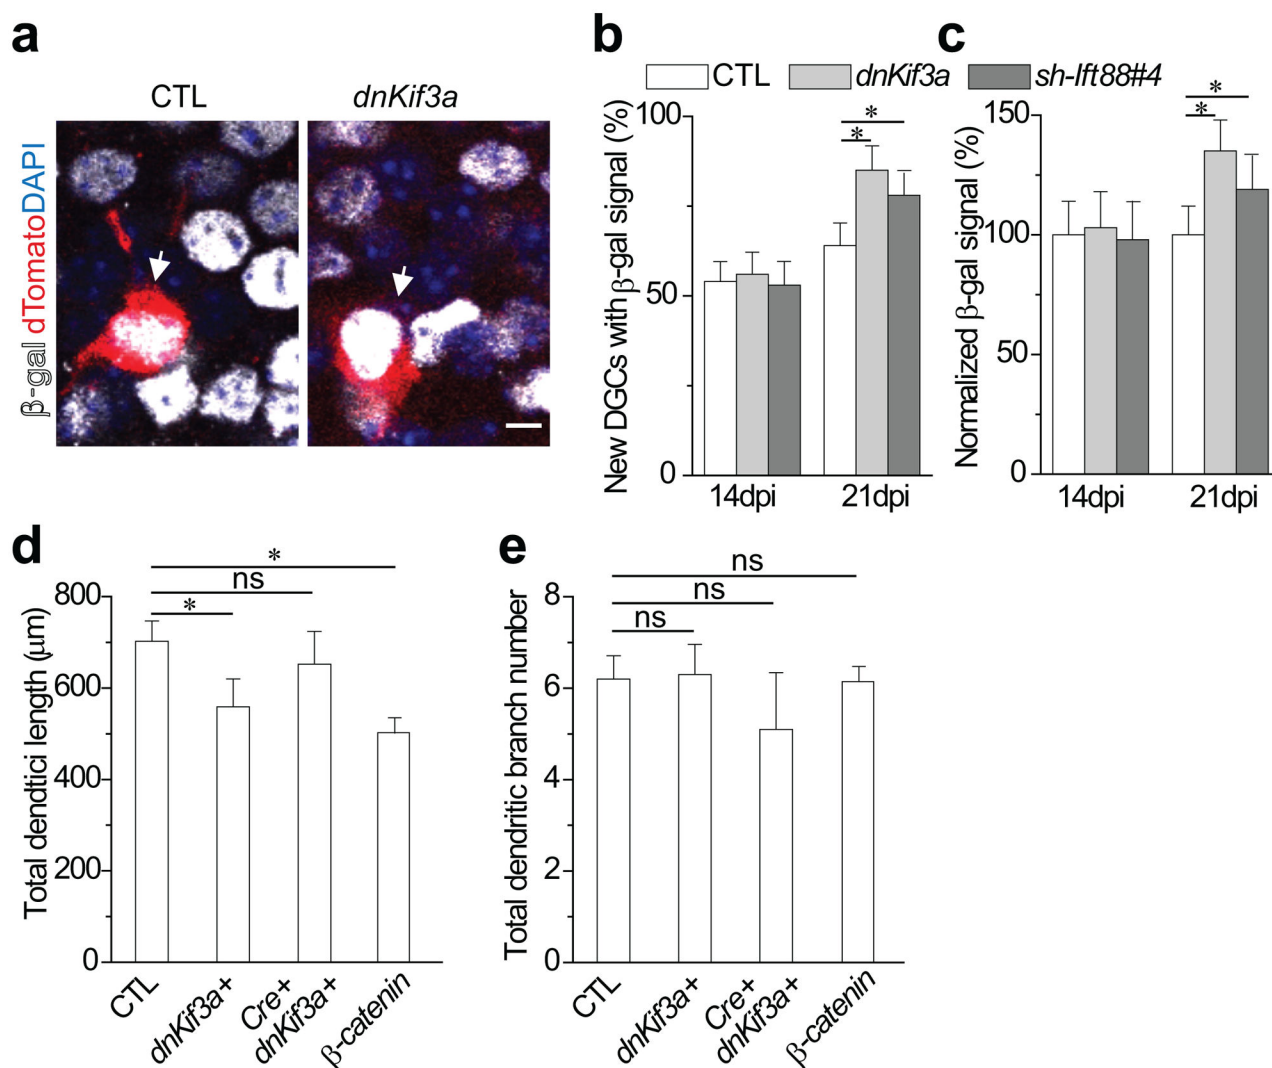 a
CTL
dnKif3a
β-gal dTomatoDAPI
b
c
CTL
dnKif3a
sh-Ift88#4
New DGCs with β-gal signal (%)
100
50
0
*
*
14dpi
21dpi
Normalized β-gal signal (%)
150
100
50
0
*
*
14dpi
21dpi
d
Total dendtici length (μm)
800
600
400
200
0
*
ns
*
CTL
dnKif3a+
Cre+
dnKif3a+
β-catenin
e
Total dendritic branch number
8
6
4
2
0
ns
ns
ns
CTL
dnKif3a+
Cre+
dnKif3a+
β-catenin